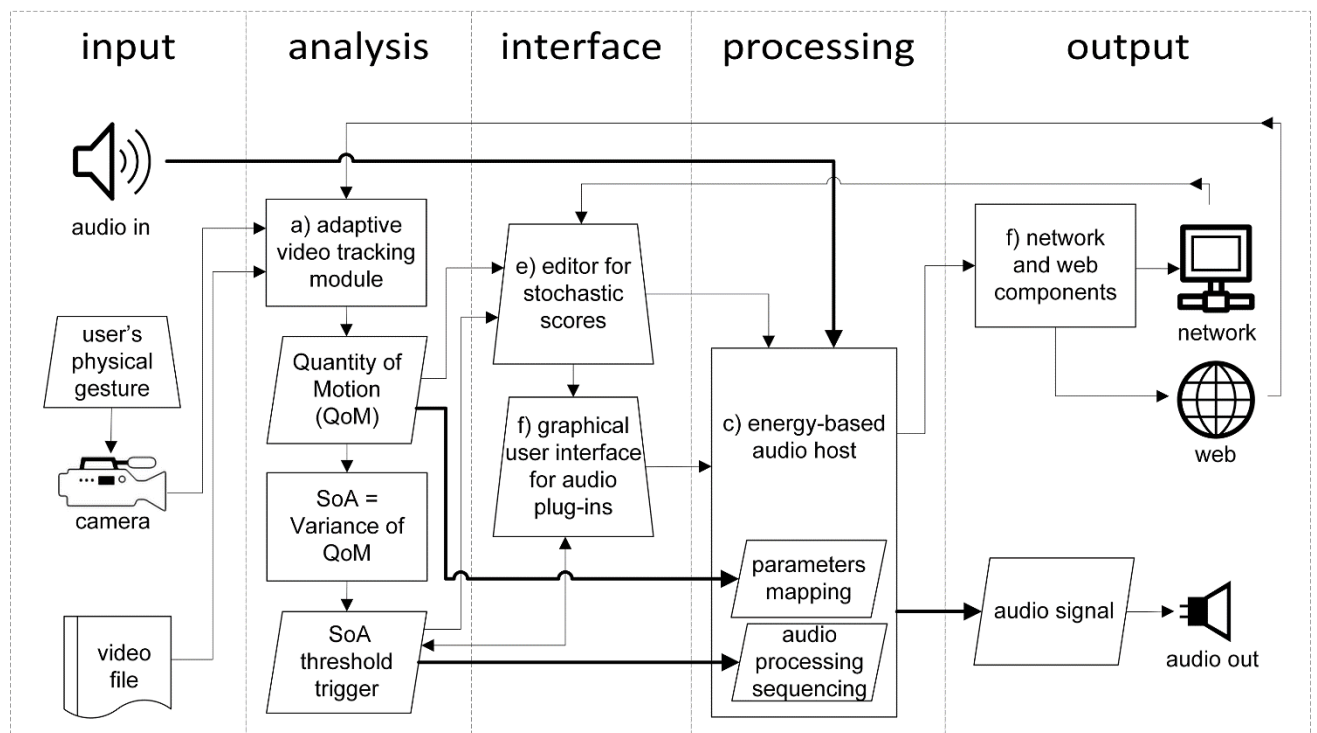 input
analysis
interface
processing
output
audio in
user's
physical
gesture
camera
video
file
a) adaptive
video tracking
module
Quantity of
Motion
(QoM)
SoA =
Variance of
QoM
SoA
threshold
trigger
e) editor for
stochastic
scores
f) graphical
user interface
for audio
plug-ins
c) energy-based
audio host
parameters
mapping
audio
processing
sequencing
f) network
and web
components
network
web
audio signal
audio out